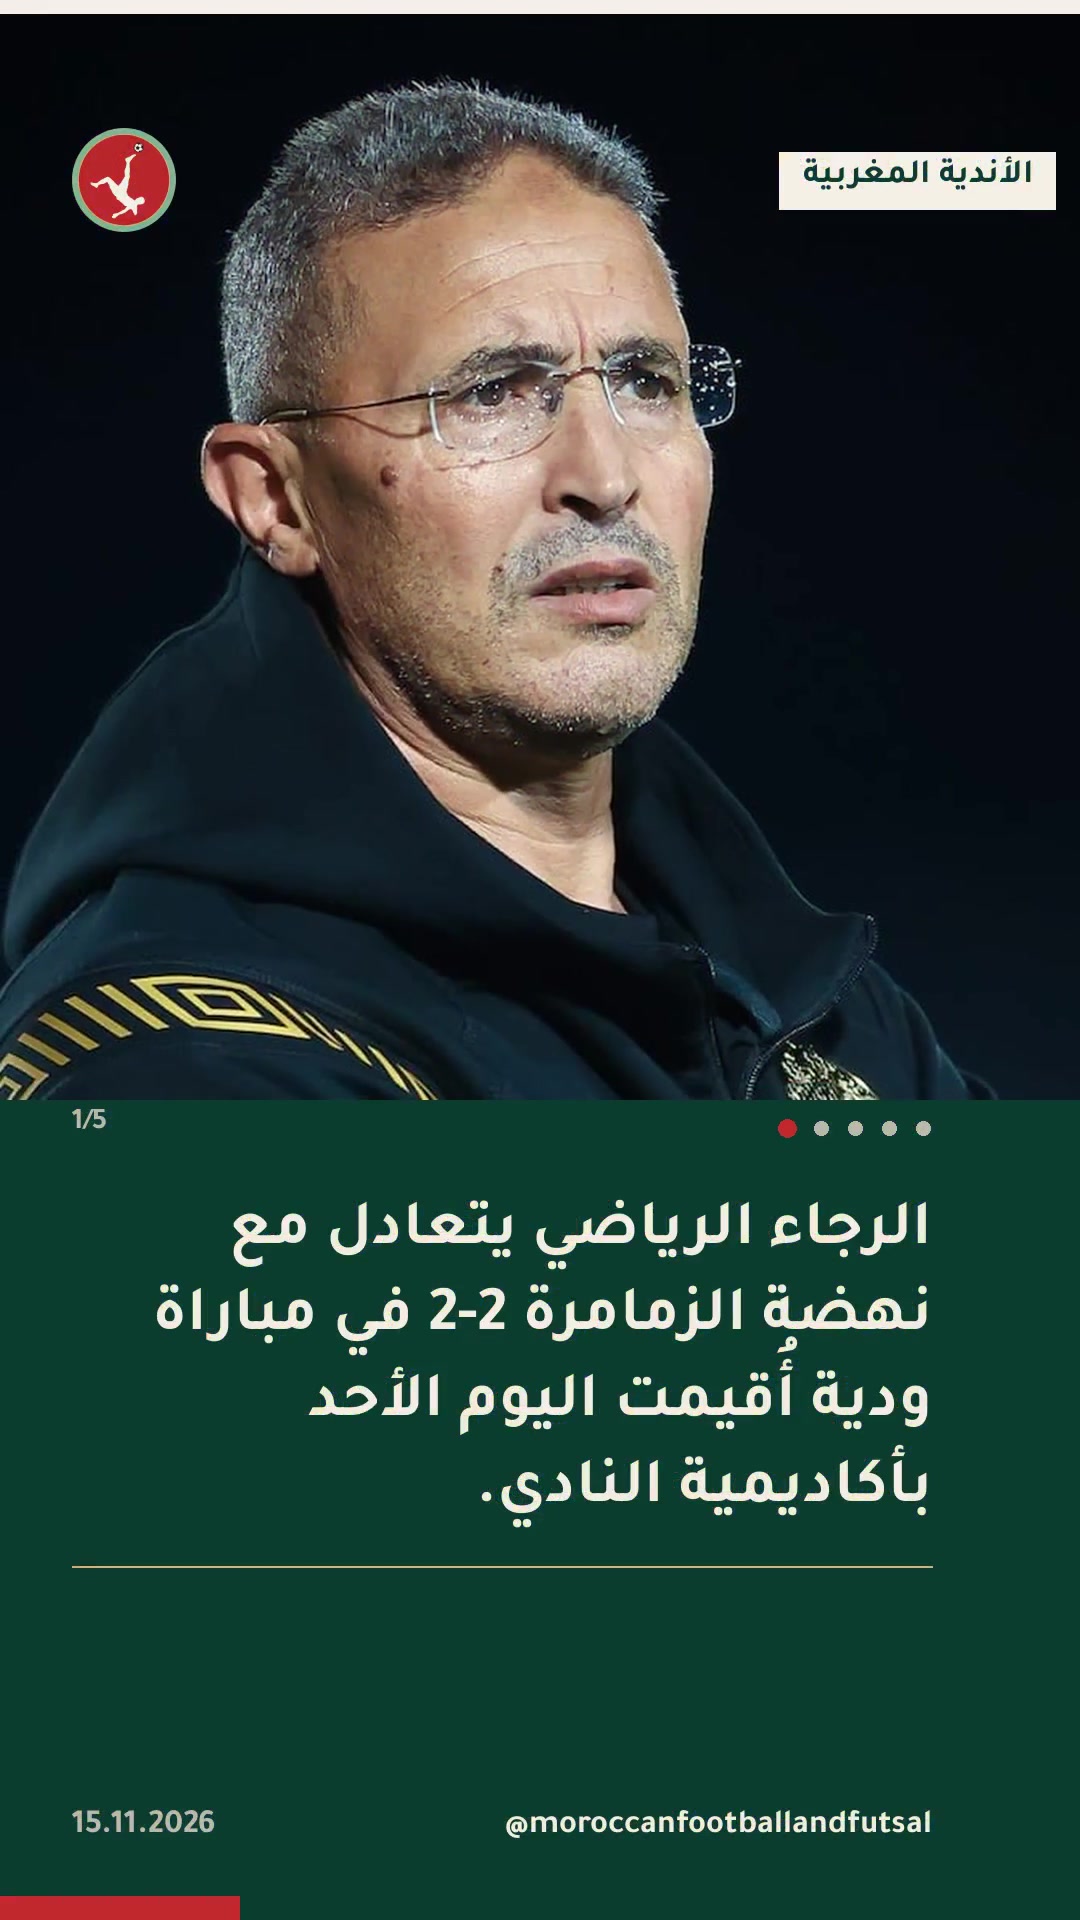 الأندية المغربية
1/5
الرجاء الرياضي يتعادل مع
نهضة الزمامرة 2-2 في مباراة
ودية أُقيمت اليوم الأحد
بأكاديمية النادي.
15.11.2026
@moroccanfootballandfutsal